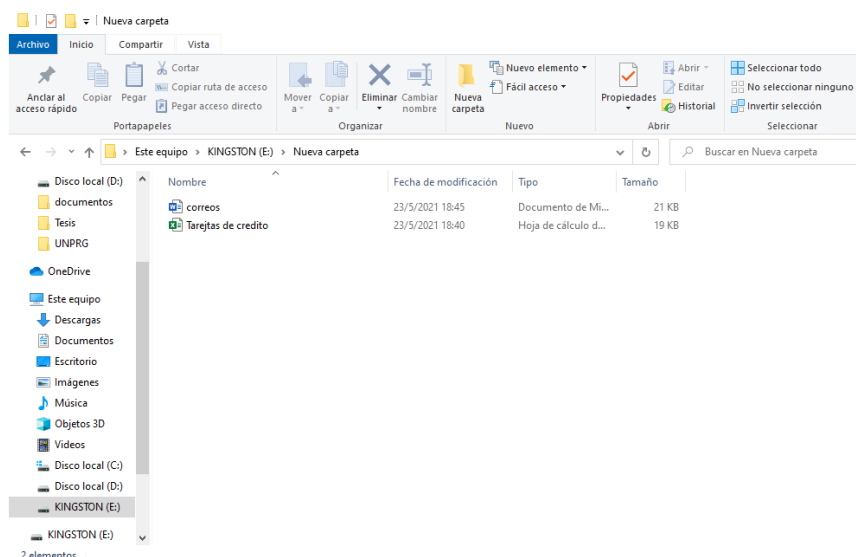 Nueva carpeta
Archivo Inicio Compartir Vista
Anclar al acceso rápido
Copiar
Pegar
Cortar
Copiar ruta de acceso
Pegar acceso directo
Portapapeles
Mover a
Copiar a
Eliminar
Cambiar nombre
Organizar
Nueva carpeta
Nuevo elemento
Fácil acceso
Nuevo
Propiedades
Abrir
Editar
Historial
Abrir
Seleccionar todo
No seleccionar ninguno
Invertir selección
Seleccionar
Este equipo > KINGSTON (E:) > Nueva carpeta
Buscar en Nueva carpeta
Disco local (D:)
documentos
Tesis
UNPRG
OneDrive
Este equipo
Descargas
Documentos
Escritorio
Imágenes
Música
Objetos 3D
Videos
Disco local (C:)
Disco local (D:)
KINGSTON (E:)
KINGSTON (E:)
Nombre Fecha de modificación Tipo Tamaño
correos 23/5/2021 18:45 Documento de Mi... 21 KB
Tarejtas de credito 23/5/2021 18:40 Hoja de cálculo d... 19 KB
2 elementos